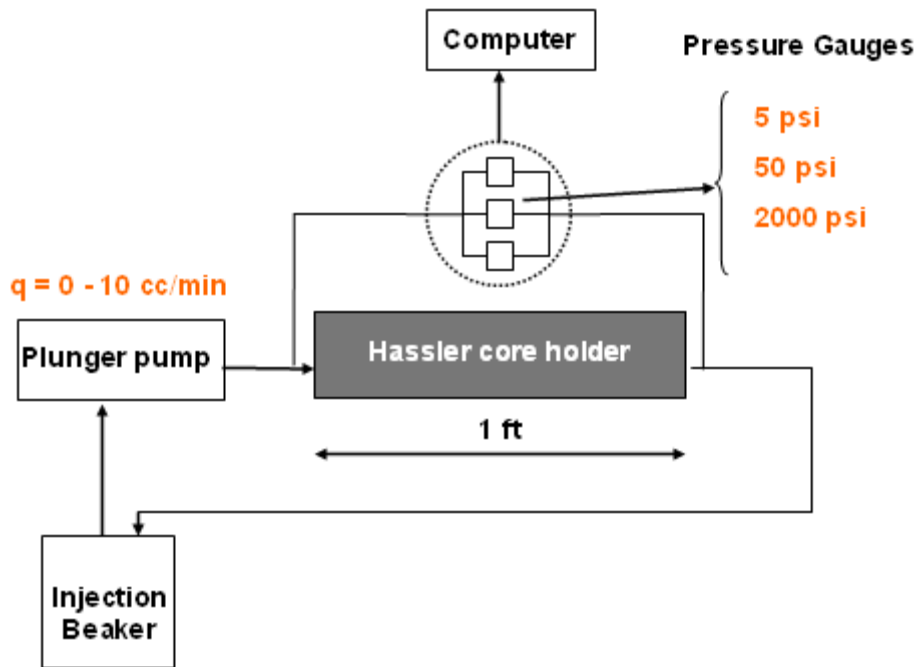 Computer
Pressure Gauges
5 psi
50 psi
2000 psi
q = 0 - 10 cc/min
Plunger pump
Hassler core holder
1 ft
Injection
Beaker